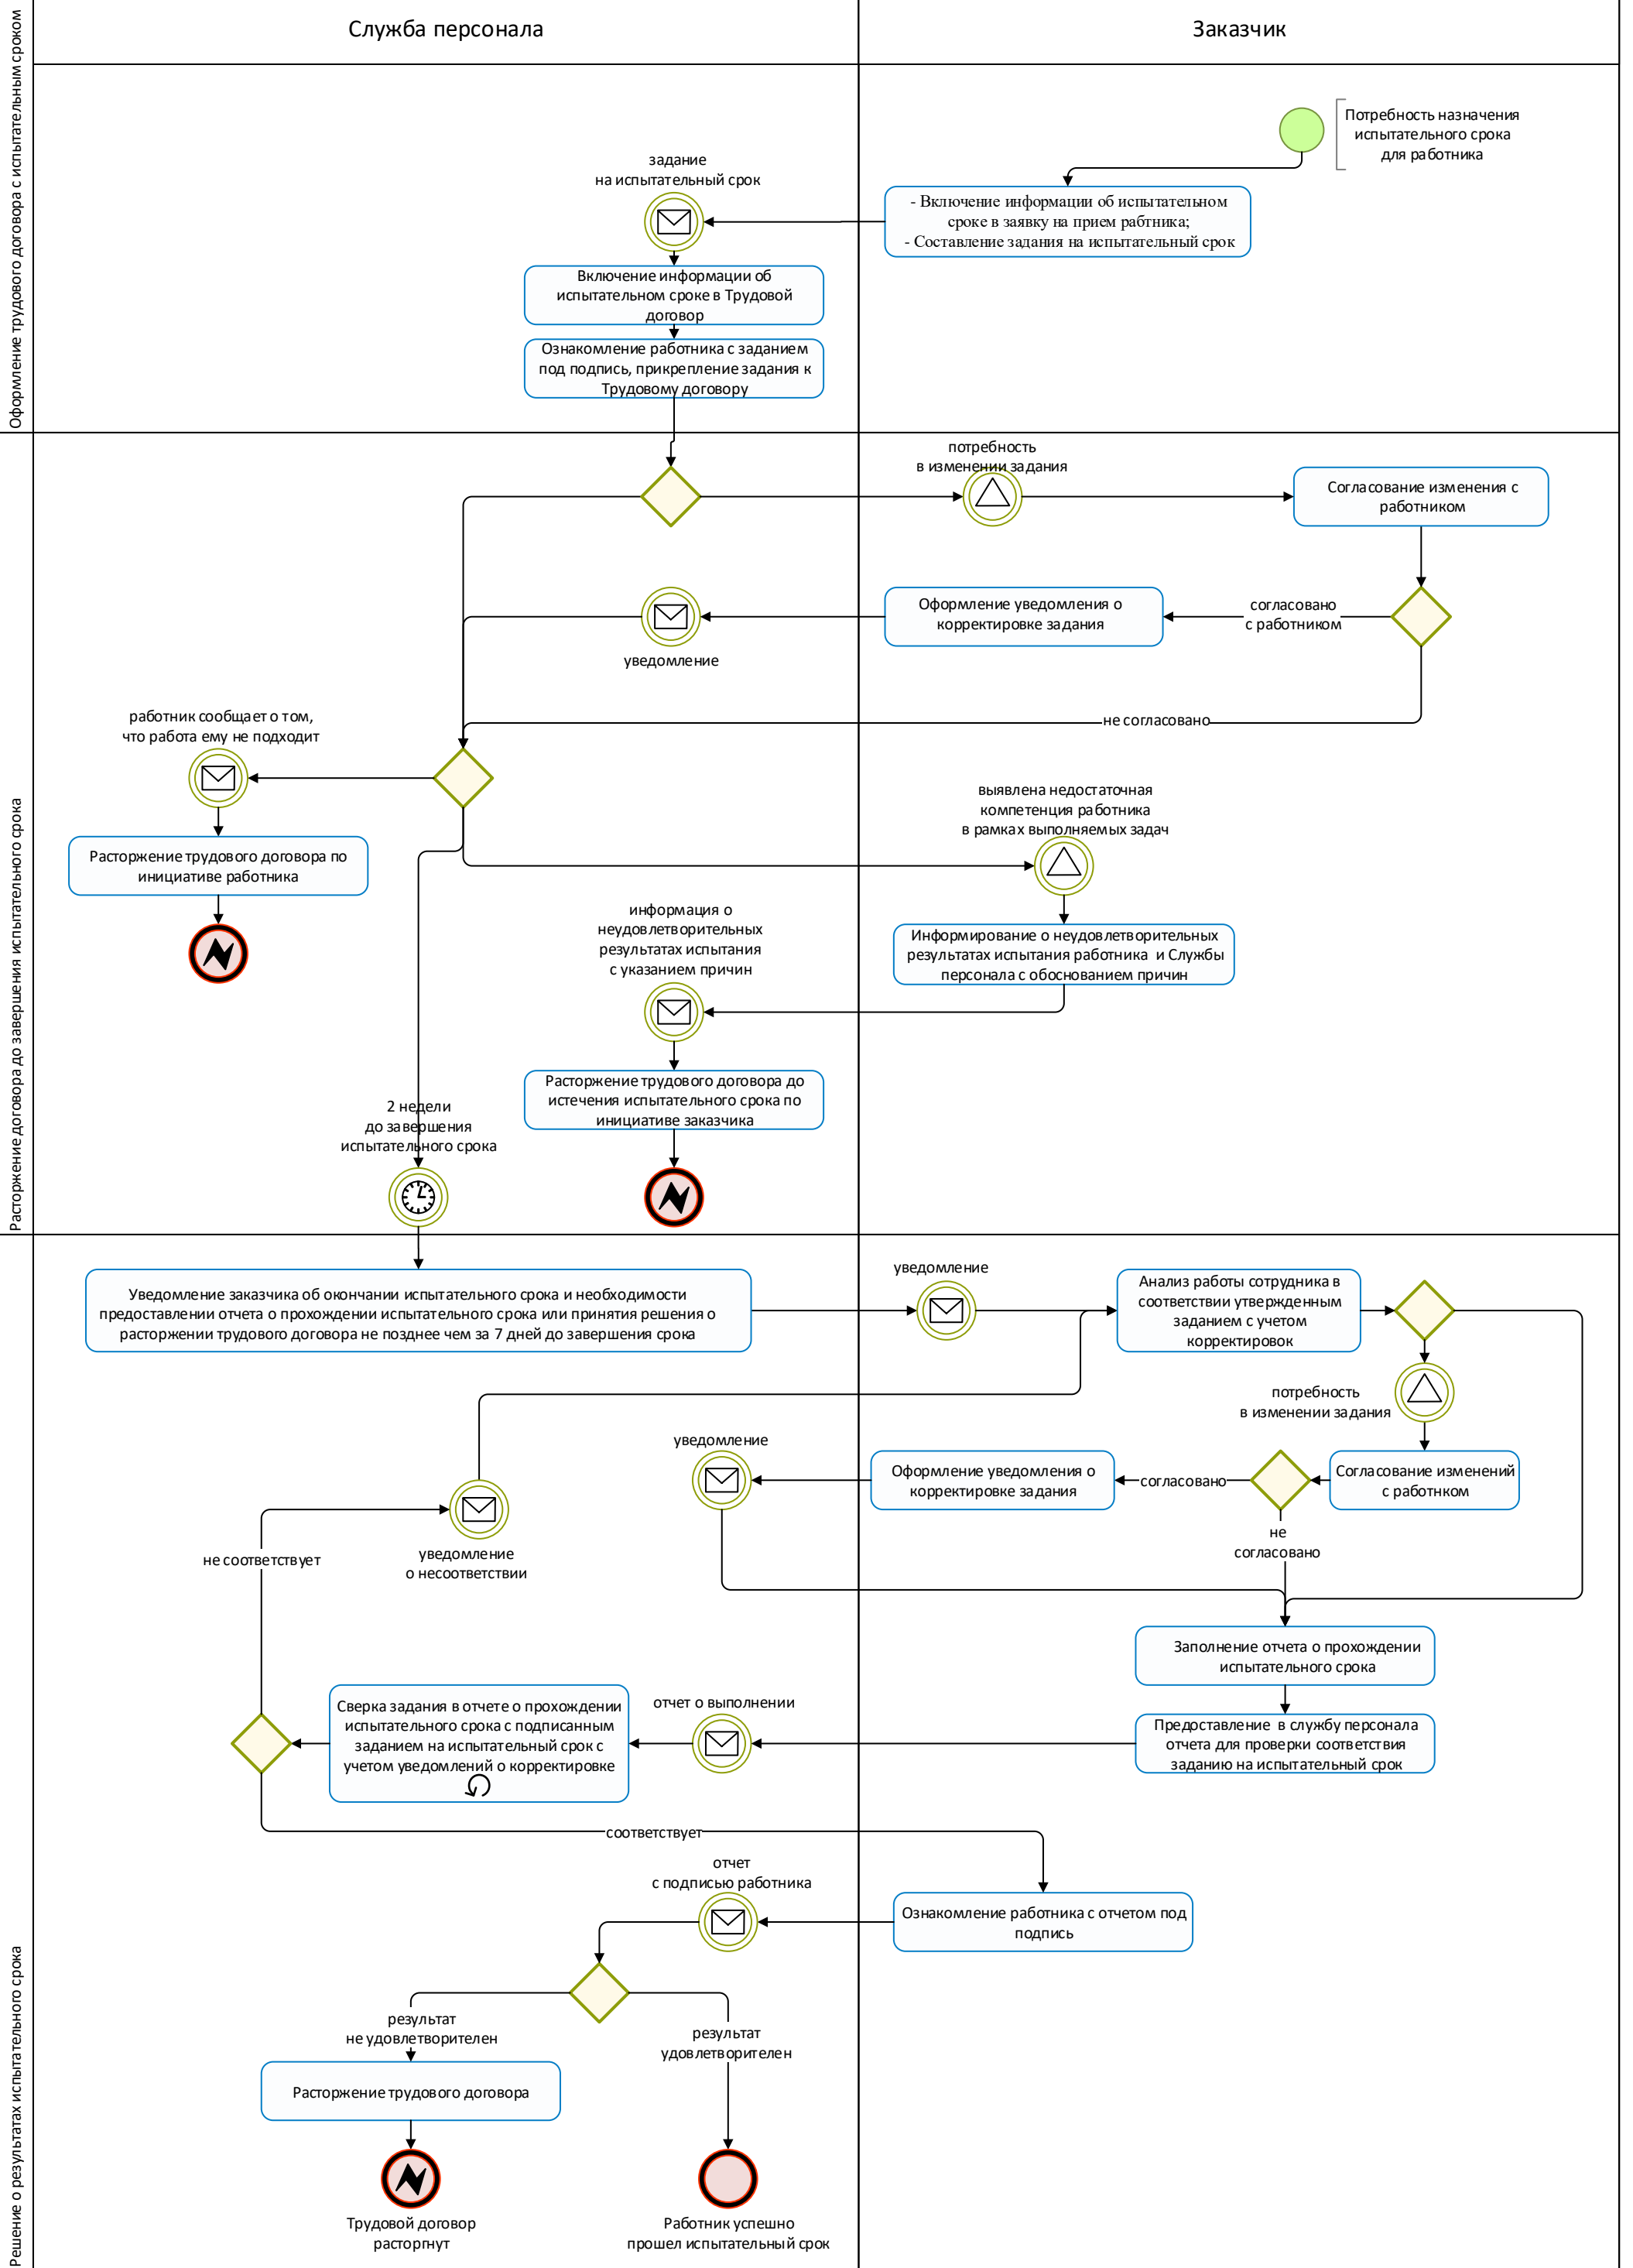 Служба персонала
Заказчик
Оформление трудового договора с испытательным сроком
Потребность назначения
испытательного срока
для работника
задание
на испытательный срок
- Включение информации об испытательном
сроке в заявку на прием рабтника;
- Составление задания на испытательный срок
Включение информации об
испытательном сроке в Трудовой
договор
Ознакомление работника с заданием
под подпись, прикрепление задания к
Трудовому договору
Расторжение договора до завершения испытательного срока
потребность
в изменении задания
Согласование изменения с
работником
согласовано
с работником
Оформление уведомления о
корректировке задания
уведомление
не согласовано
работник сообщает о том,
что работа ему не подходит
Расторжение трудового договора по
инициативе работника
выявлена недостаточная
компетенция работника
в рамках выполняемых задач
Информирование о неудовлетворительных
результатах испытания работника  и Службы
персонала с обоснованием причин
информация о
неудовлетворительных
результатах испытания
с указанием причин
Расторжение трудового договора до
истечения испытательного срока по
инициативе заказчика
2 недели
до завершения
испытательного срока
Решение о результатах испытательного срока
Уведомление заказчика об окончании испытательного срока и необходимости
предоставлении отчета о прохождении испытательного срока или принятия решения о
расторжении трудового договора не позднее чем за 7 дней до завершения срока
уведомление
Анализ работы сотрудника в
соответствии утвержденным
заданием с учетом
корректировок
потребность
в изменении задания
Согласование изменений
с работнком
согласовано
Оформление уведомления о
корректировке задания
уведомление
не
согласовано
уведомление
о несоответствии
не соответствует
Заполнение отчета о прохождении
испытательного срока
Предоставление  в службу персонала
отчета для проверки соответствия
заданию на испытательный срок
отчет о выполнении
Сверка задания в отчете о прохождении
испытательного срока с подписанным
заданием на испытательный срок с
учетом уведомлений о корректировке
соответствует
Ознакомление работника с отчетом под
подпись
отчет
с подписью работника
результат
не удовлетворителен
результат
удовлетворителен
Расторжение трудового договора
Трудовой договор
расторгнут
Работник успешно
прошел испытательный срок